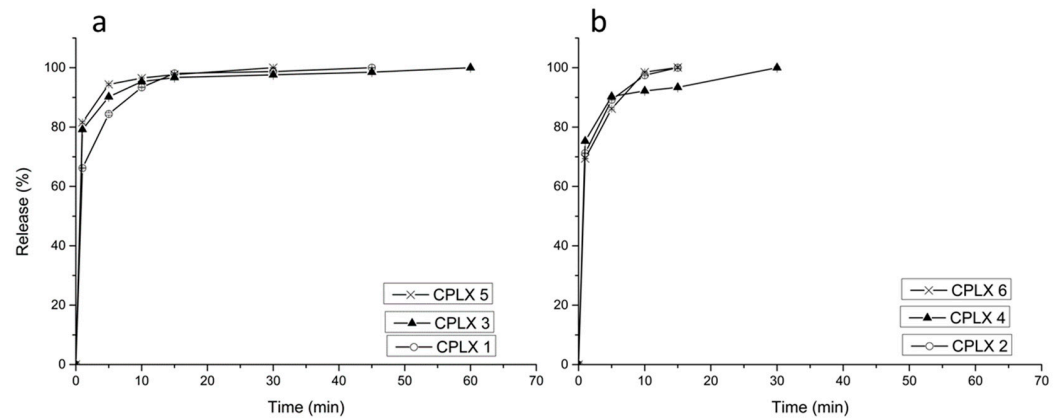 a
b
100
80
60
40
20
0
Release (%)
CPLX 5
CPLX 3
CPLX 1
0 10 20 30 40 50 60 70
Time (min)
100
80
60
40
20
0
CPLX 6
CPLX 4
CPLX 2
0 10 20 30 40 50 60 70
Time (min)